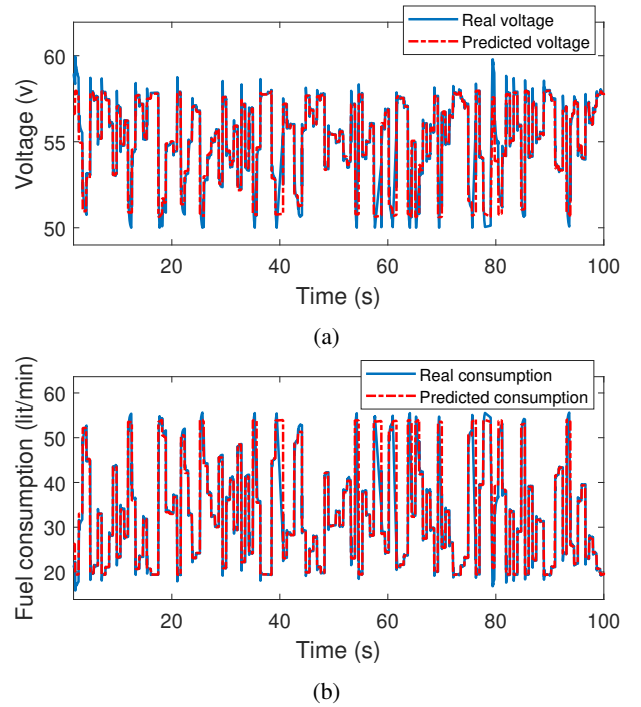 Real voltage
Predicted voltage
60
55
50
Voltage (v)
20 40 60 80 100
Time (s)
(a)
Real consumption
Predicted consumption
60
50
40
30
20
Fuel consumption (lit/min)
20 40 60 80 100
Time (s)
(b)